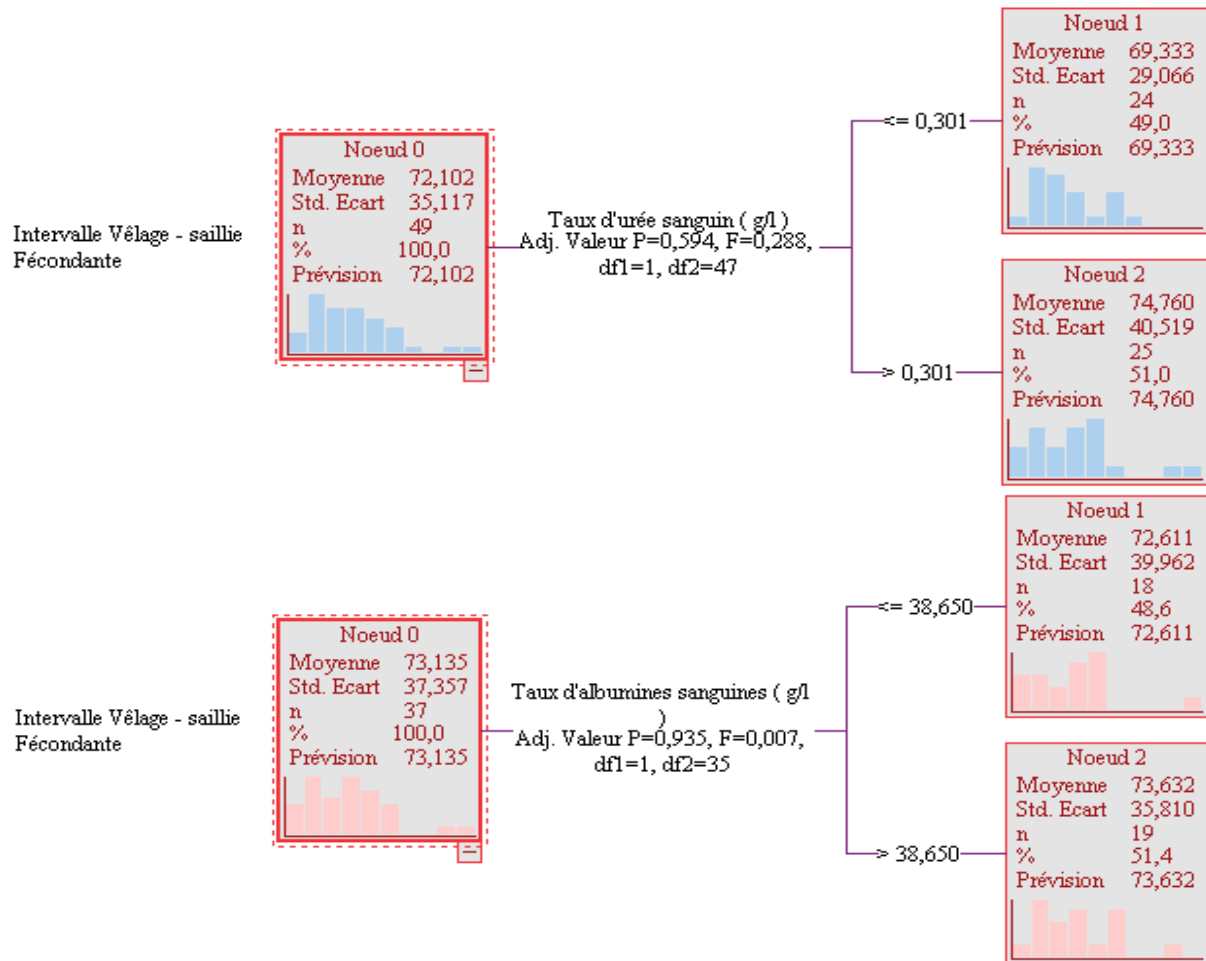 Intervalle Vêlage - saillie
Fécondante
Noeud 0
Moyenne 72,102
Std. Ecart 35,117
n 49
% 100,0
Prévision 72,102
Taux d'urée sanguin ( g/l )
Adj. Valeur P=0,594, F=0,288,
df1=1, df2=47
<= 0,301
Noeud 1
Moyenne 69,333
Std. Ecart 29,066
n 24
% 49,0
Prévision 69,333
> 0,301
Noeud 2
Moyenne 74,760
Std. Ecart 40,519
n 25
% 51,0
Prévision 74,760
Intervalle Vêlage - saillie
Fécondante
Noeud 0
Moyenne 73,135
Std. Ecart 37,357
n 37
% 100,0
Prévision 73,135
Taux d'albumines sanguines ( g/l
)
Adj. Valeur P=0,935, F=0,007,
df1=1, df2=35
<= 38,650
Noeud 1
Moyenne 72,611
Std. Ecart 39,962
n 18
% 48,6
Prévision 72,611
> 38,650
Noeud 2
Moyenne 73,632
Std. Ecart 35,810
n 19
% 51,4
Prévision 73,632